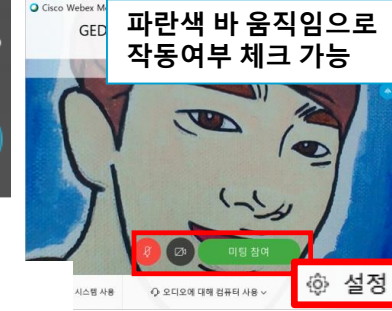 Cisco Webex M
GED
파란색 바 움직임으로
작동여부 체크 가능
미팅 참여
시스템 사용
오디오에 대해 컴퓨터 사용
설정